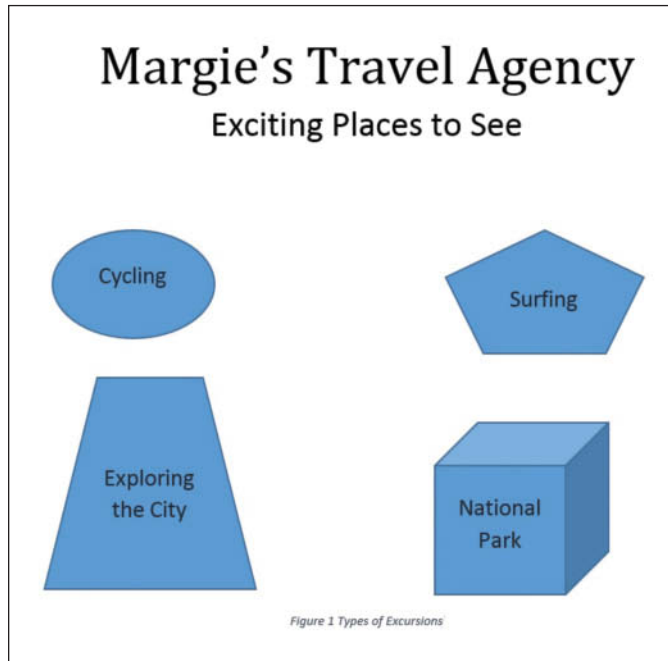 Margie’s Travel Agency
Exciting Places to See
Cycling
Surfing
Exploring
the City
National
Park
Figure 1 Types of Excursions